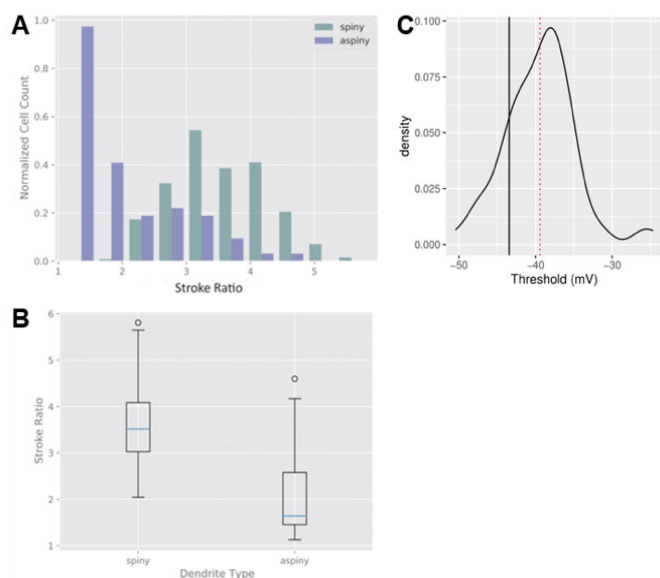 A
1.0
0.8
0.6
0.4
0.2
0.0
Normalized Cell Count
spiny
aspiny
1 2 3 4 5
Stroke Ratio
B
6
5
4
3
2
1
Stroke Ratio
spiny aspiny
Dendrite Type
C
0.100
0.075
0.050
0.025
0.000
density
-50 -40 -30
Threshold (mV)